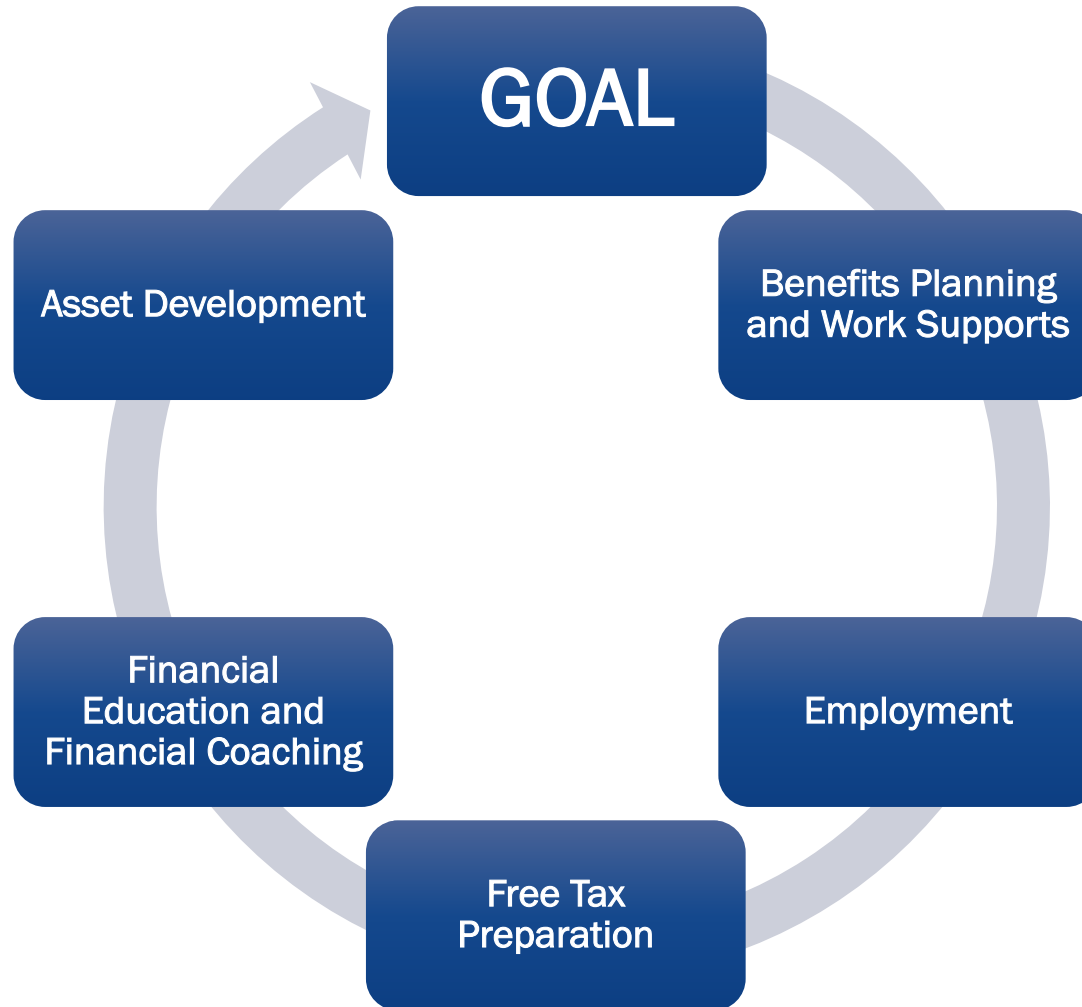 GOAL
Benefits Planning
and Work Supports
Employment
Free Tax
Preparation
Financial
Education and
Financial Coaching
Asset Development